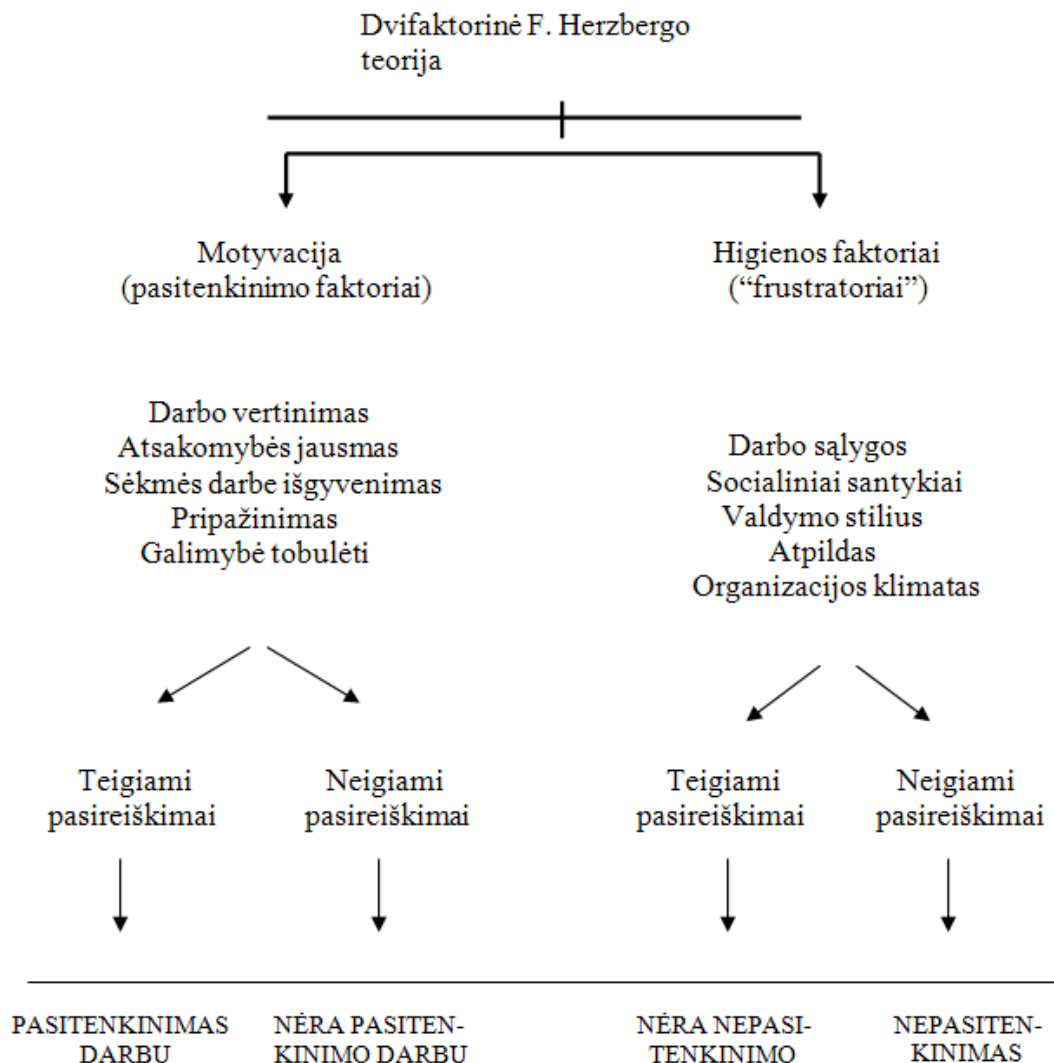 Dvifaktorinė F. Herzbergo
teorija
Motyvacija
(pasitenkinimo faktoriai)
Higienos faktoriai
(“frustratoriai”)
Darbo vertinimas
Atsakomybės jausmas
Sėkmės darbe išgyvenimas
Pripažinimas
Galimybė tobulėti
Darbo sąlygos
Socialiniai santykiai
Valdymo stilius
Atpildas
Organizacijos klimatas
Teigiami
pasireiškimai
Neigiami
pasireiškimai
Teigiami
pasireiškimai
Neigiami
pasireiškimai
PASITENKINIMAS
DARBU
NĖRA PASITEN-
KINIMO DARBU
NĖRA NEPASI-
TENKINIMO
NEPASITEN-
KINIMAS